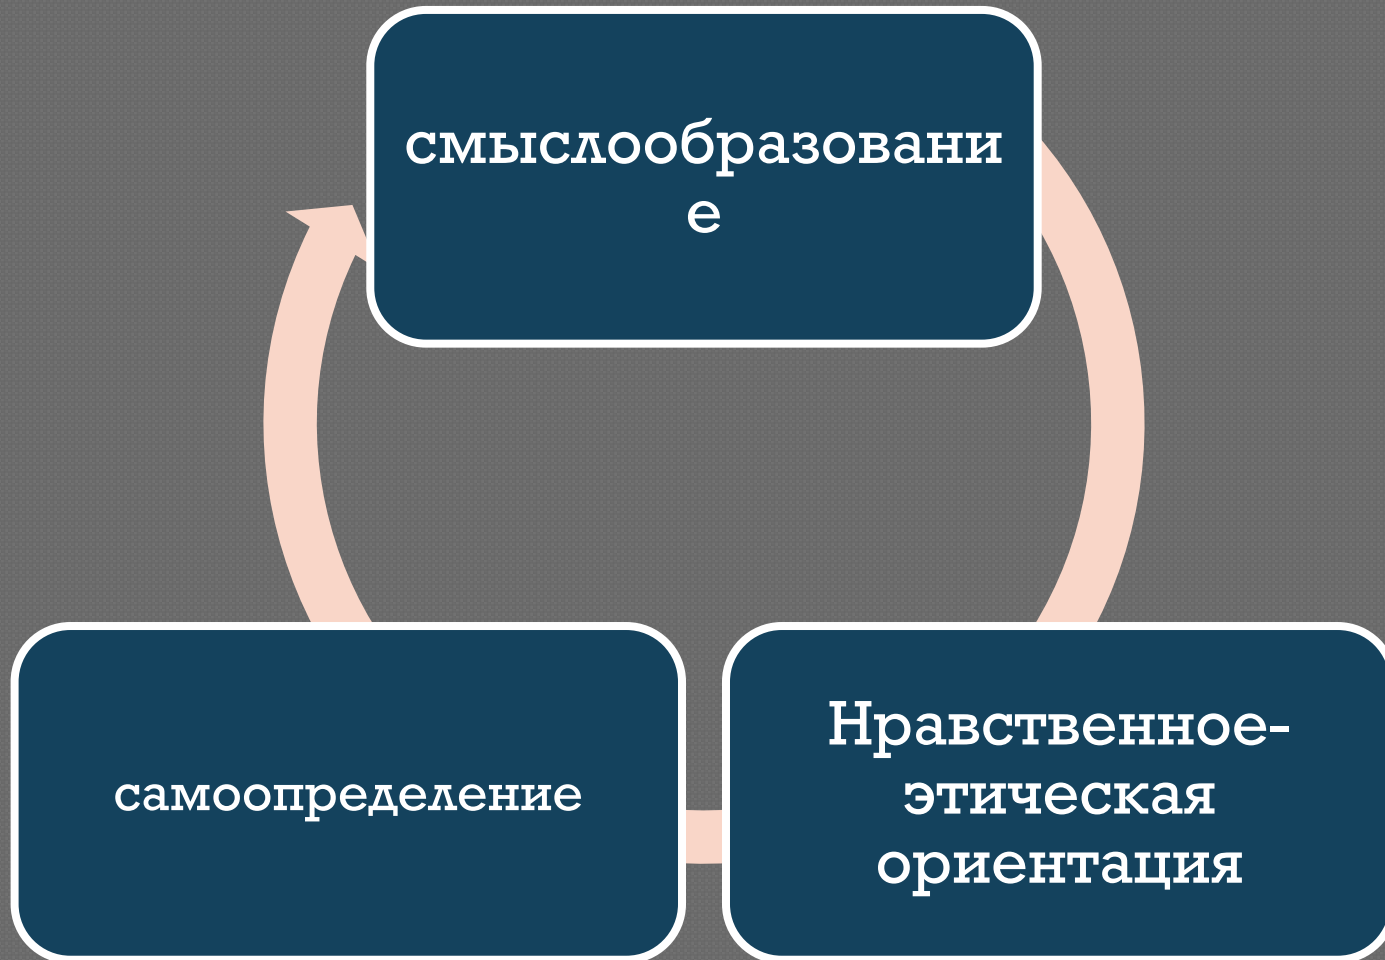 смыслообразовани
е
самоопределение
Нравственное-
этическая
ориентация